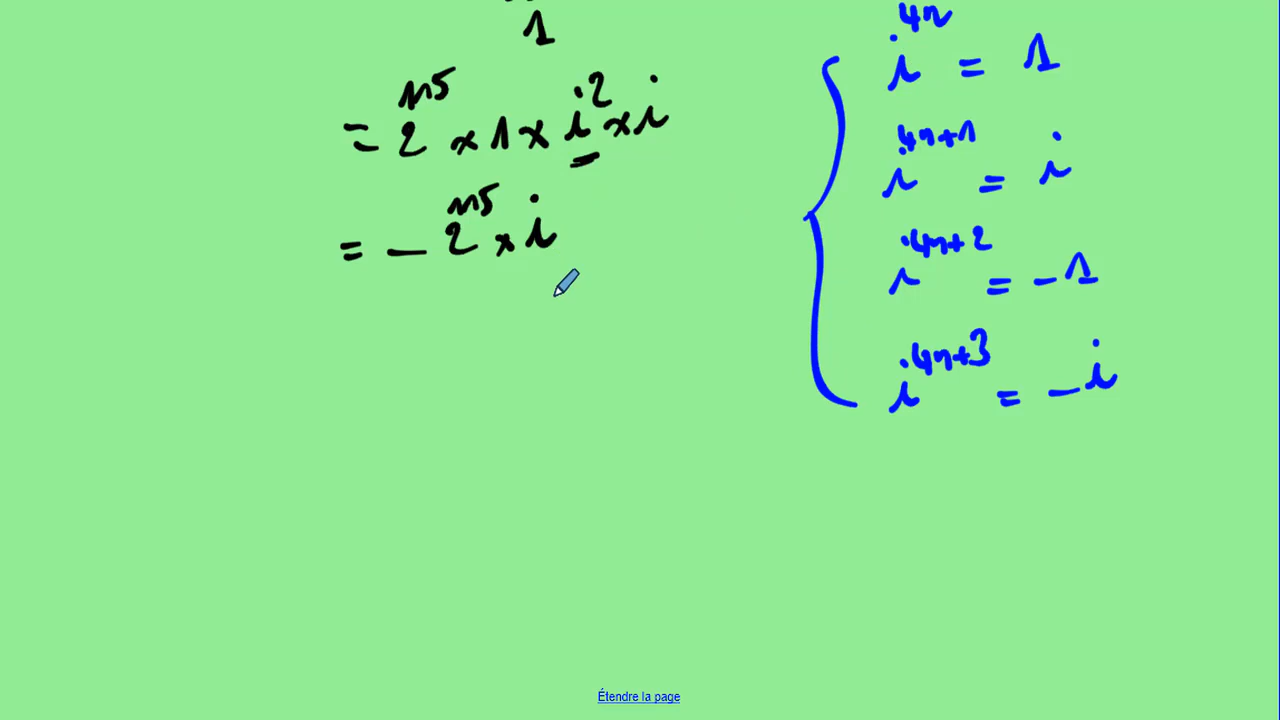 1
= 2^115 × 1 × i^2 × i
= - 2^115 × i
i^4n = 1
i^4n+1 = i
i^4n+2 = -1
i^4n+3 = -i
Étendre la page